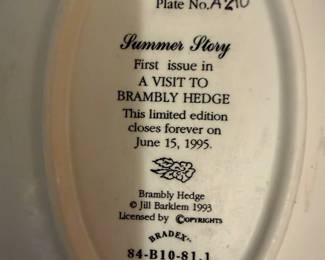 Plate No. A210
Summer Story
First issue in
A VISIT TO
BRAMBLY HEDGE
This limited edition
closes forever on
June 15, 1995.
Brambly Hedge
© Jill Barklem 1993
Licensed by COPYRIGHTS
BRADEX
84-B10-81.1